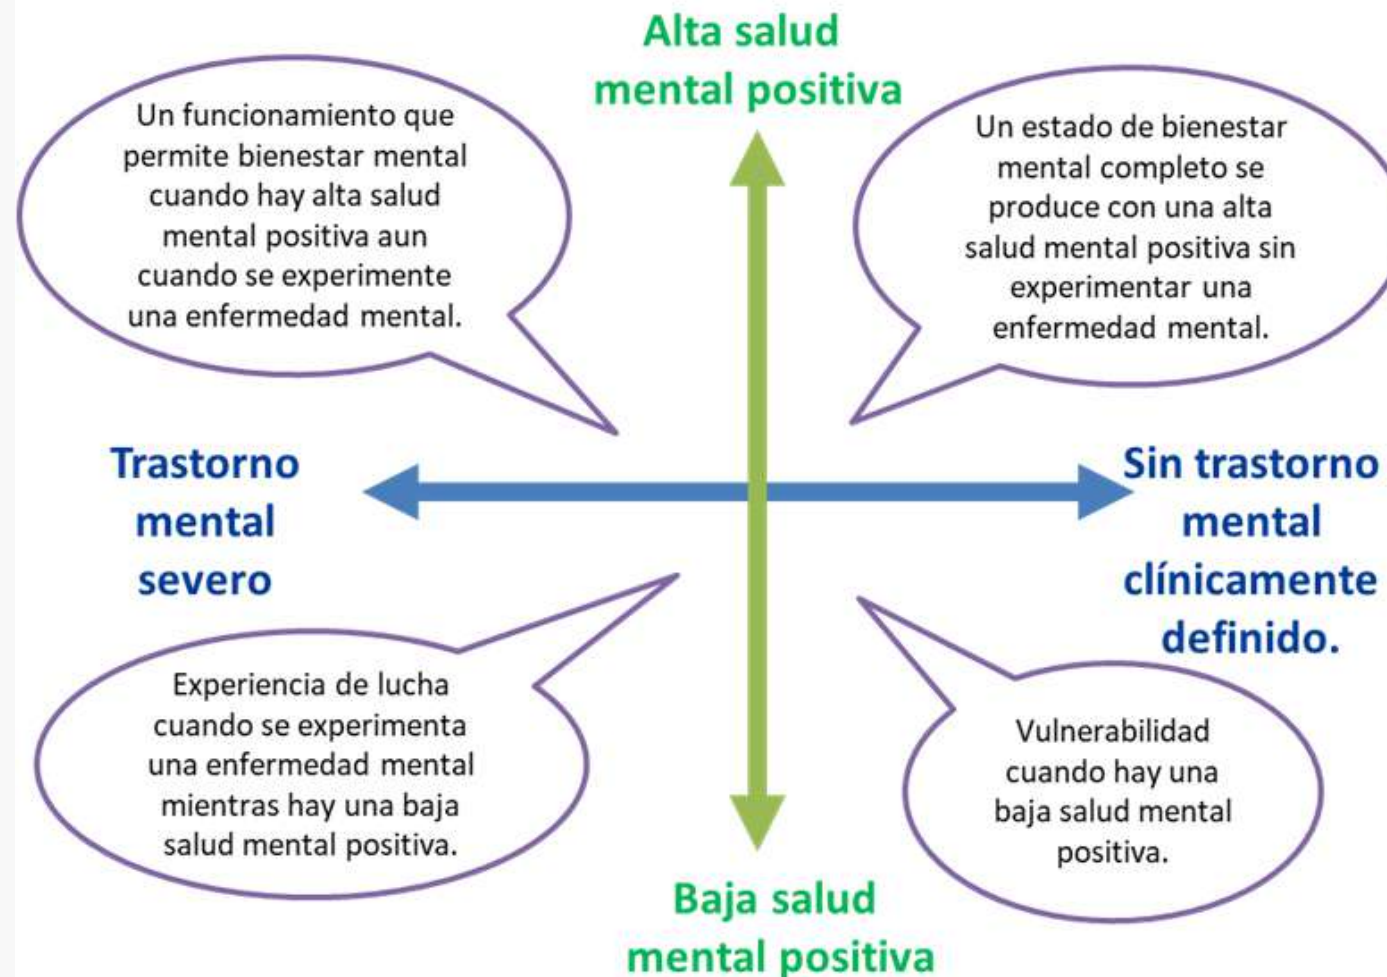 Alta salud
mental positiva
Un funcionamiento que
permite bienestar mental
cuando hay alta salud
mental positiva aun
cuando se experimente
una enfermedad mental.
Un estado de bienestar
mental completo se
produce con una alta
salud mental positiva sin
experimentar una
enfermedad mental.
Trastorno
mental
severo
Sin trastorno
mental
clínicamente
definido.
Experiencia de lucha
cuando se experimenta
una enfermedad mental
mientras hay una baja
salud mental positiva.
Vulnerabilidad
cuando hay una
baja salud mental
positiva.
Baja salud
mental positiva